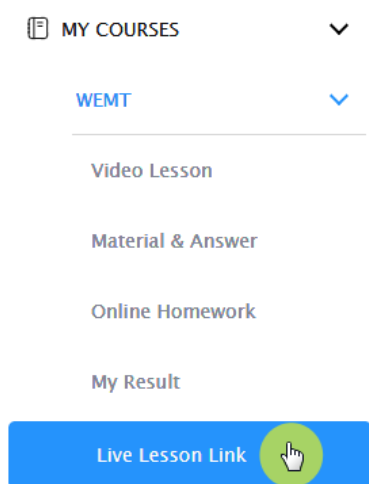 MY COURSES
WEMT
Video Lesson
Material & Answer
Online Homework
My Result
Live Lesson Link